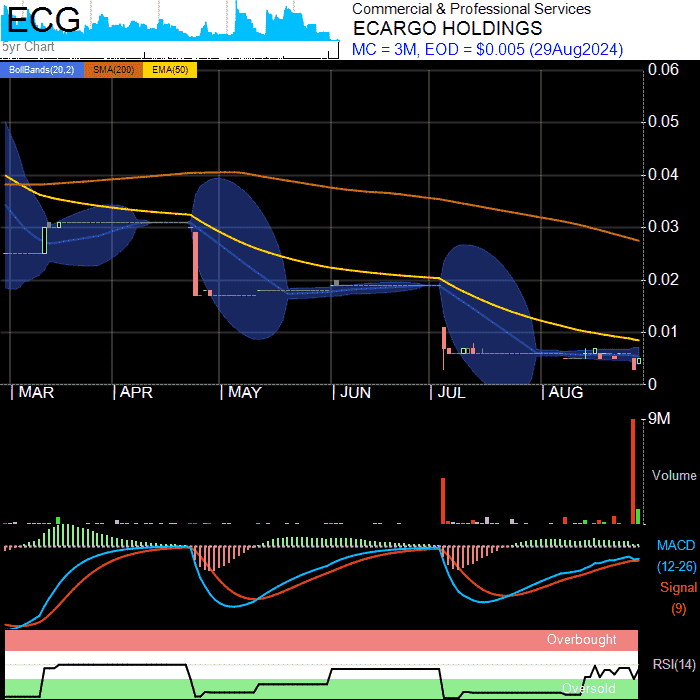 ECG
Commercial & Professional Services
ECARGO HOLDINGS
5yr Chart
MC = 3M, EOD = $0.005 (29Aug2024)
BollBands(20,2) SMA(200) EMA(50)
0.06
0.05
0.04
0.03
0.02
0.01
0
MAR APR MAY JUN JUL AUG
9M
Volume
MACD
(12-26)
Signal
(9)
Overbought
RSI(14)
Oversold